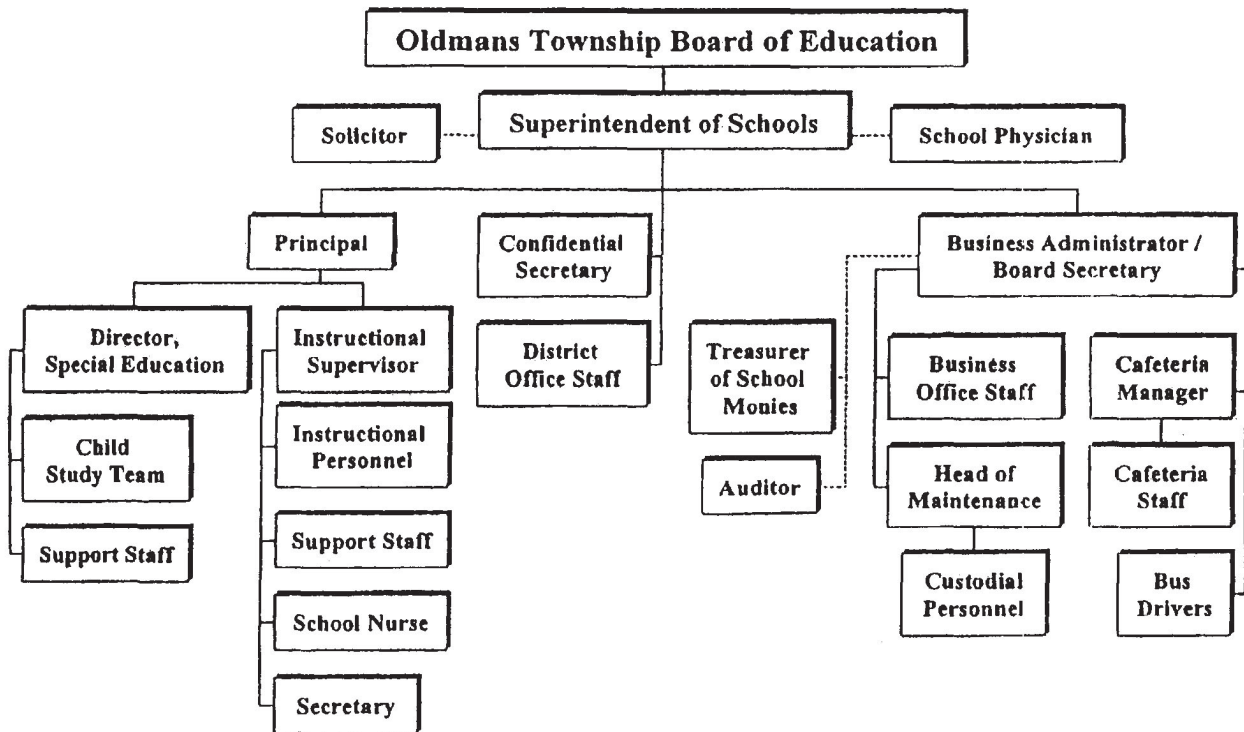 Oldmans Township Board of Education
Solicitor
Superintendent of Schools
School Physician
Principal
Confidential
Secretary
Business Administrator /
Board Secretary
Director,
Special Education
Instructional
Supervisor
District
Office Staff
Treasurer
of School
Monies
Business
Office Staff
Cafeteria
Manager
Child
Study Team
Instructional
Personnel
Auditor
Head of
Maintenance
Cafeteria
Staff
Support Staff
Support Staff
Custodial
Personnel
Bus
Drivers
School Nurse
Secretary